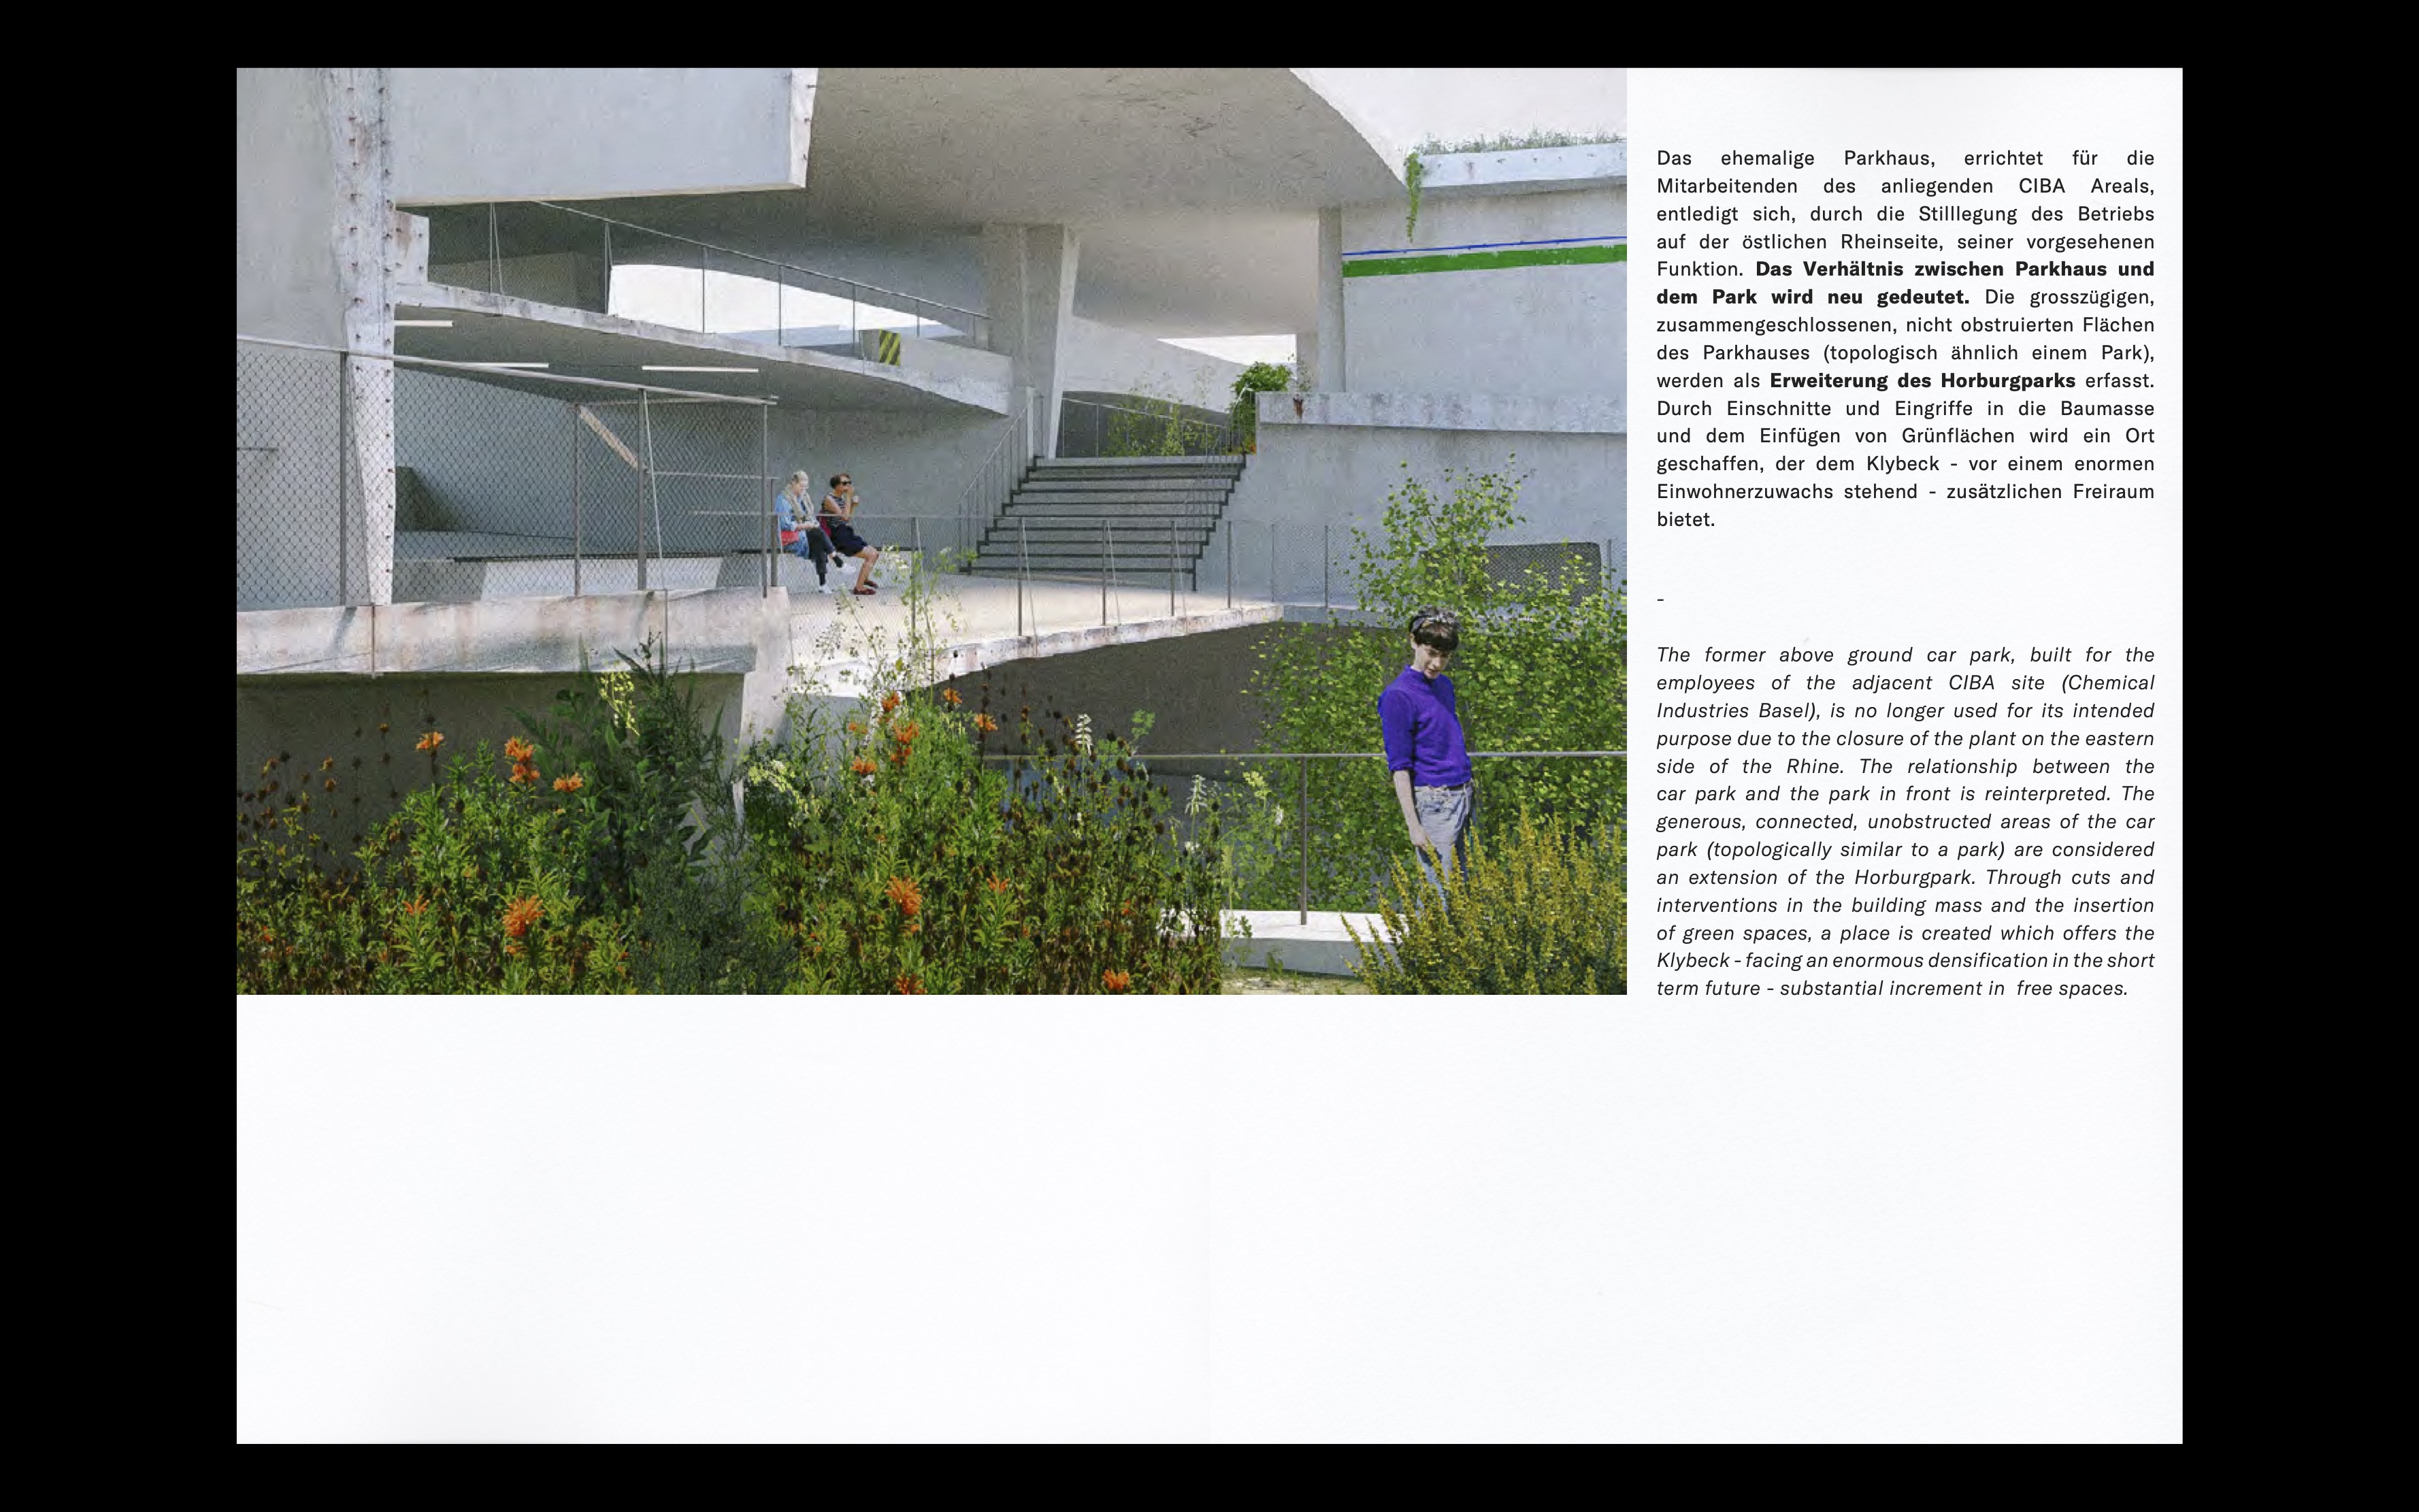 Das ehemalige Parkhaus, errichtet für die
Mitarbeitenden des anliegenden CIBA Areals,
entledigt sich, durch die Stilllegung des Betriebs
auf der östlichen Rheinseite, seiner vorgesehenen
Funktion. Das Verhältnis zwischen Parkhaus und
dem Park wird neu gedeutet. Die grosszügigen,
zusammengeschlossenen, nicht obstruierten Flächen
des Parkhauses (topologisch ähnlich einem Park),
werden als Erweiterung des Horburgparks erfasst.
Durch Einschnitte und Eingriffe in die Baumasse
und dem Einfügen von Grünflächen wird ein Ort
geschaffen, der dem Klybeck - vor einem enormen
Einwohnerzuwachs stehend - zusätzlichen Freiraum
bietet.
-
The former above ground car park, built for the
employees of the adjacent CIBA site (Chemical
Industries Basel), is no longer used for its intended
purpose due to the closure of the plant on the eastern
side of the Rhine. The relationship between the
car park and the park in front is reinterpreted. The
generous, connected, unobstructed areas of the car
park (topologically similar to a park) are considered
an extension of the Horburgpark. Through cuts and
interventions in the building mass and the insertion
of green spaces, a place is created which offers the
Klybeck - facing an enormous densification in the short
term future - substantial increment in free spaces.